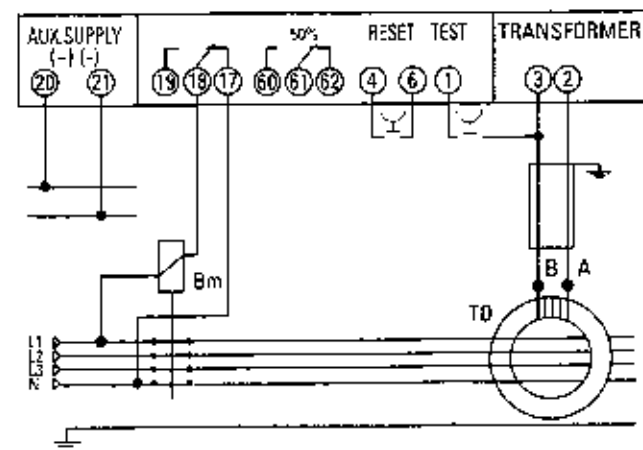 AUX.SUPPLY 50% RESET TEST TRANSFORMER
(~)(-)
20 21 19 18 17 60 61 62 4 6 1 3 2
B A
Bm
TD
L1
L2
L3
N